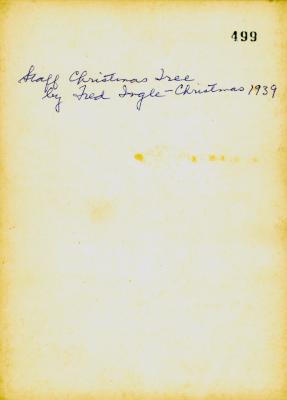 499
Staff Christmas Tree
by Fred Ingle - Christmas 1939